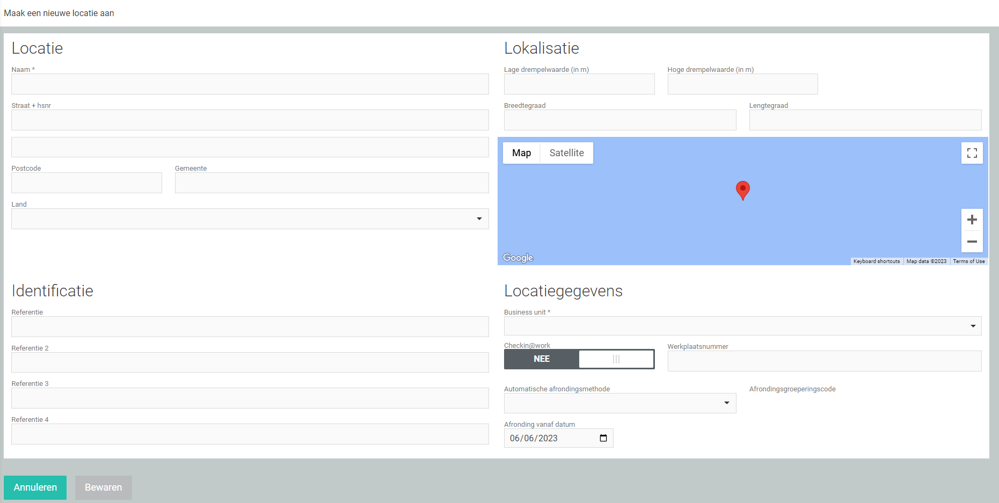 Maak een nieuwe locatie aan
Locatie
Naam *
Straat + hsnr
Postcode
Gemeente
Land
Lokalisatie
Lage drempelwaarde (in m)
Hoge drempelwaarde (in m)
Breedtegraad
Lengtegraad
Map
Satellite
Google
Keyboard shortcuts
Map data ©2023
Terms of Use
Identificatie
Referentie
Referentie 2
Referentie 3
Referentie 4
Locatiegegevens
Business unit *
Checkin@work
NEE
Werkplaatsnummer
Automatische afrondingsmethode
Afrondingsgroeperingscode
Afronding vanaf datum
06/06/2023
Annuleren
Bewaren